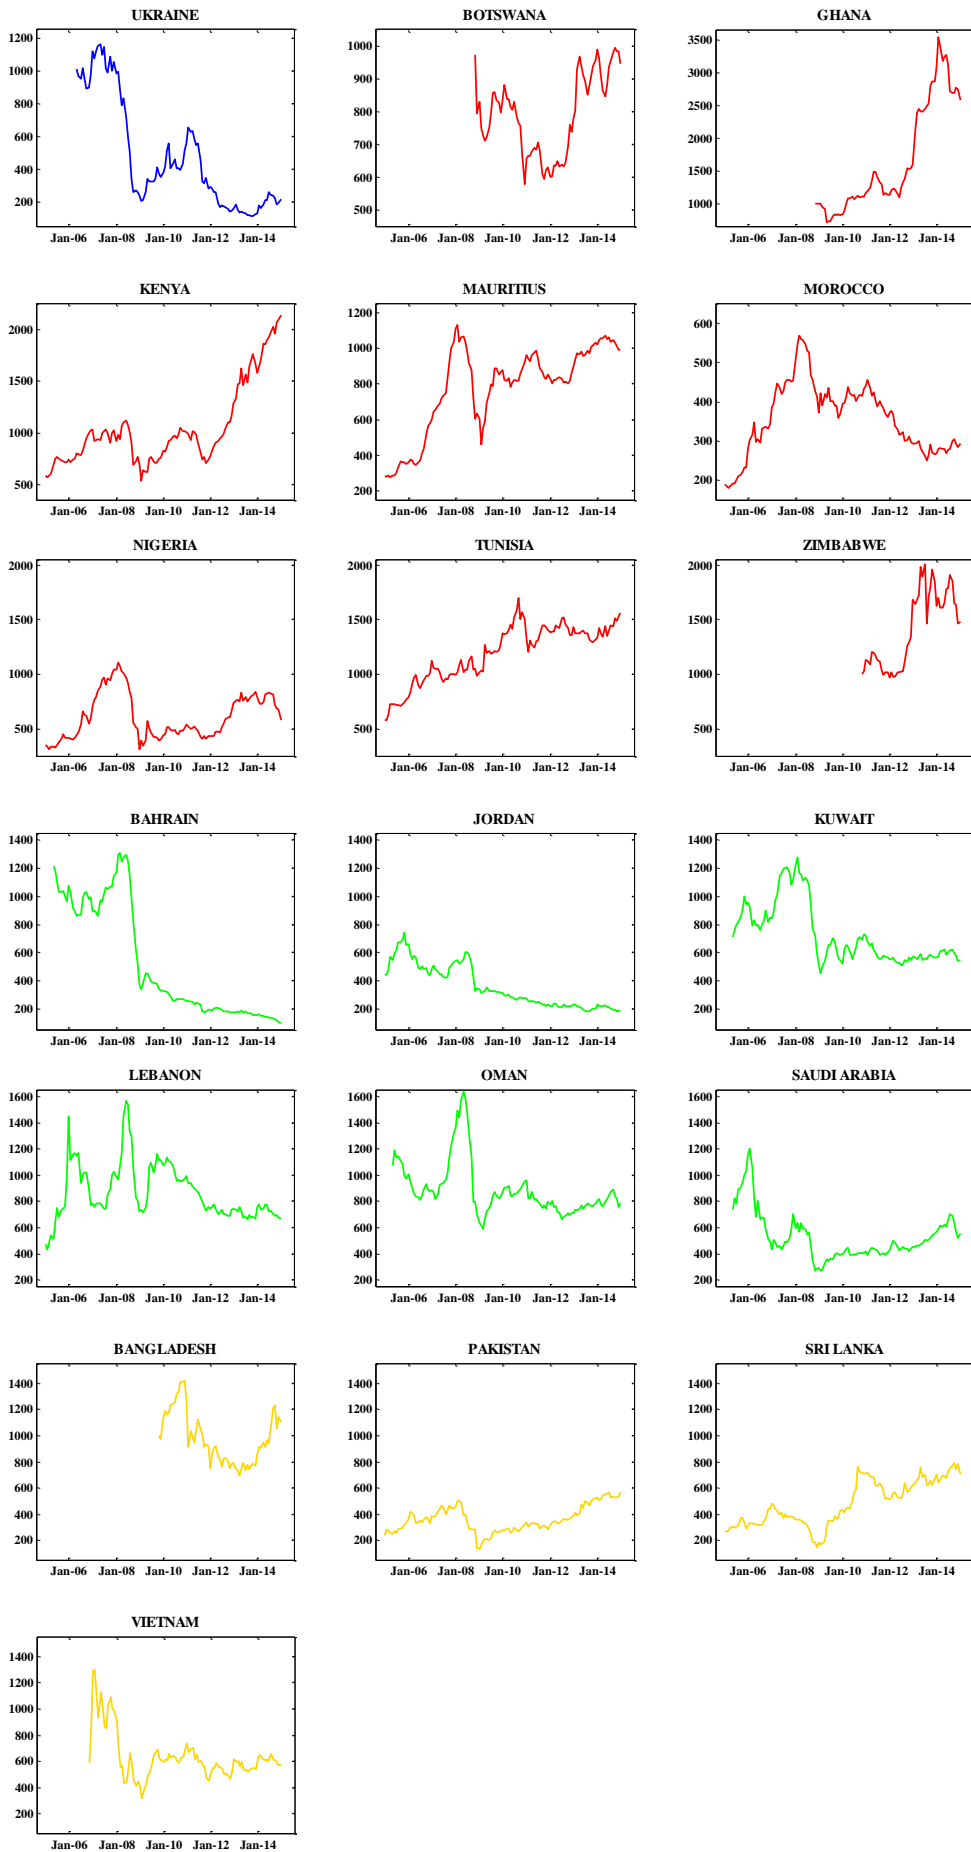 UKRAINE BOTSWANA GHANA
1200 1000 800 600 400 200
1000 900 800 700 600 500
3500 3000 2500 2000 1500 1000
Jan-06 Jan-08 Jan-10 Jan-12 Jan-14 Jan-06 Jan-08 Jan-10 Jan-12 Jan-14 Jan-06 Jan-08 Jan-10 Jan-12 Jan-14
KENYA MAURITIUS MOROCCO
2000 1500 1000 500
1200 1000 800 600 400 200
600 500 400 300 200
Jan-06 Jan-08 Jan-10 Jan-12 Jan-14 Jan-06 Jan-08 Jan-10 Jan-12 Jan-14 Jan-06 Jan-08 Jan-10 Jan-12 Jan-14
NIGERIA TUNISIA ZIMBABWE
2000 1500 1000 500
2000 1500 1000 500
2000 1500 1000 500
Jan-06 Jan-08 Jan-10 Jan-12 Jan-14 Jan-06 Jan-08 Jan-10 Jan-12 Jan-14 Jan-06 Jan-08 Jan-10 Jan-12 Jan-14
BAHRAIN JORDAN KUWAIT
1400 1200 1000 800 600 400 200
1400 1200 1000 800 600 400 200
1400 1200 1000 800 600 400 200
Jan-06 Jan-08 Jan-10 Jan-12 Jan-14 Jan-06 Jan-08 Jan-10 Jan-12 Jan-14 Jan-06 Jan-08 Jan-10 Jan-12 Jan-14
LEBANON OMAN SAUDI ARABIA
1600 1400 1200 1000 800 600 400 200
1600 1400 1200 1000 800 600 400 200
1600 1400 1200 1000 800 600 400 200
Jan-06 Jan-08 Jan-10 Jan-12 Jan-14 Jan-06 Jan-08 Jan-10 Jan-12 Jan-14 Jan-06 Jan-08 Jan-10 Jan-12 Jan-14
BANGLADESH PAKISTAN SRI LANKA
1400 1200 1000 800 600 400 200
1400 1200 1000 800 600 400 200
1400 1200 1000 800 600 400 200
Jan-06 Jan-08 Jan-10 Jan-12 Jan-14 Jan-06 Jan-08 Jan-10 Jan-12 Jan-14 Jan-06 Jan-08 Jan-10 Jan-12 Jan-14
VIETNAM
1400 1200 1000 800 600 400 200
Jan-06 Jan-08 Jan-10 Jan-12 Jan-14